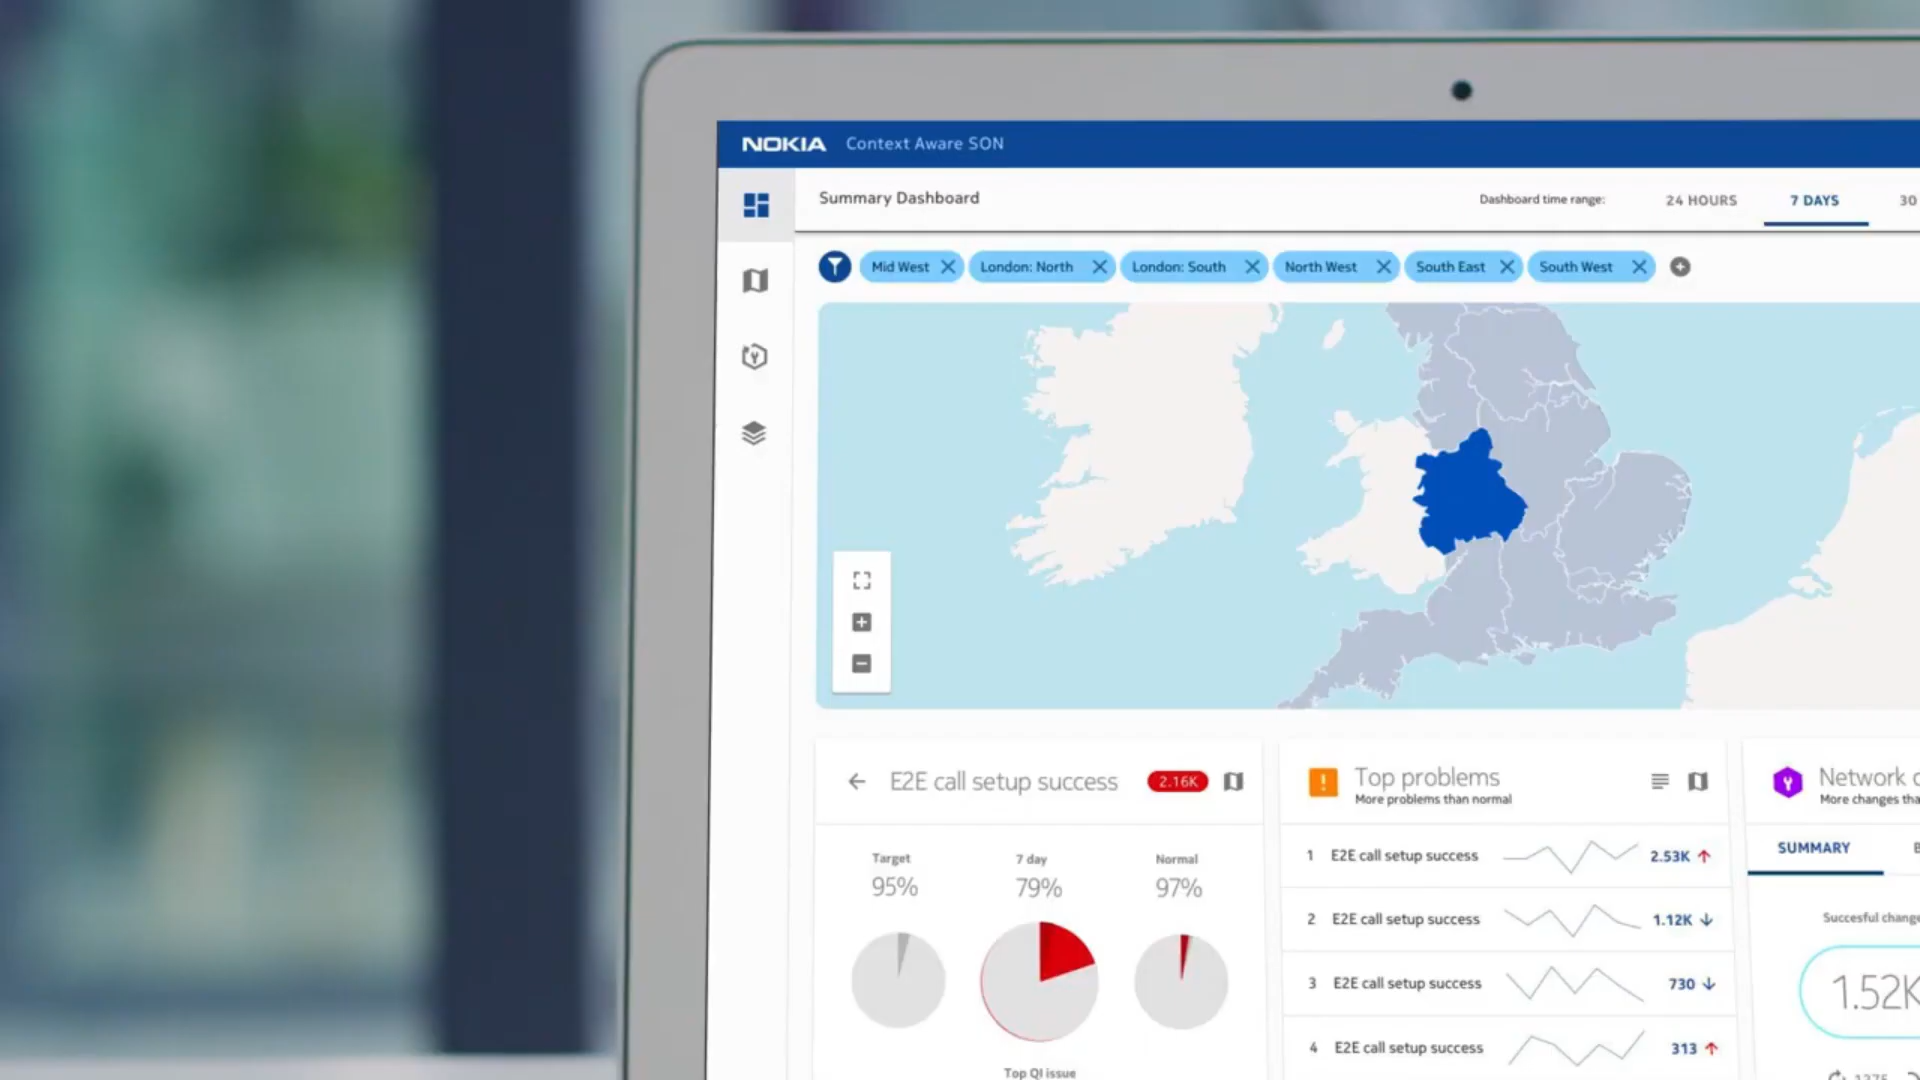 NOKIA Context Aware SON
Summary Dashboard
Dashboard time range: 24 HOURS 7 DAYS 30
Mid West London: North London: South North West South East South West
E2E call setup success 2.16K
Target 7 day Normal
95% 79% 97%
Top QI issue
Top problems
More problems than normal
1 E2E call setup success 2.53K
2 E2E call setup success 1.12K
3 E2E call setup success 730
4 E2E call setup success 313
Network
More changes
SUMMARY
Succesful change
1.52K